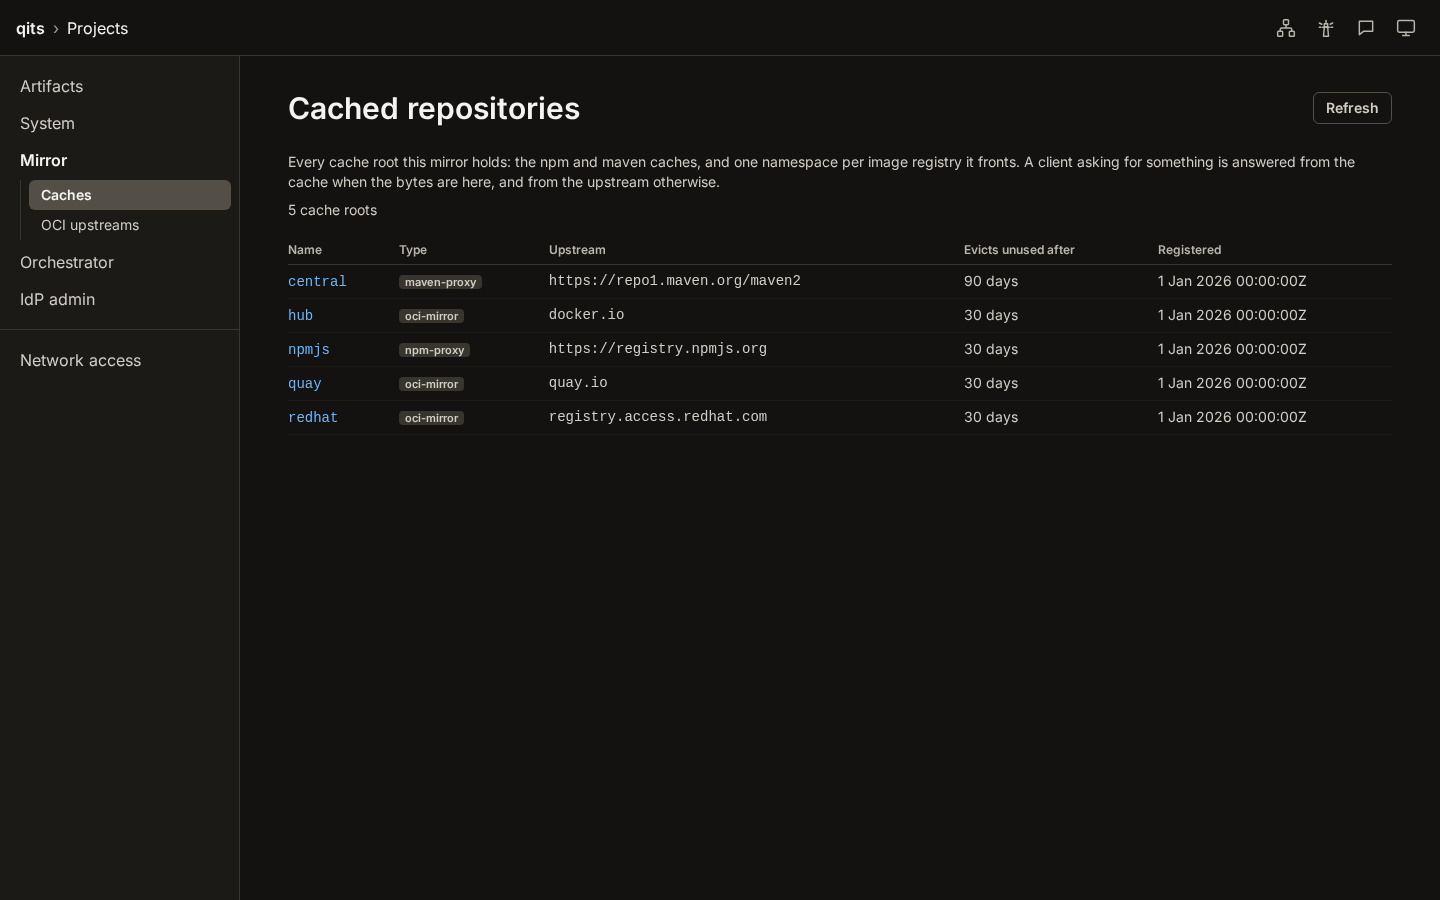 qits › Projects
Artifacts
System
Mirror
Caches
OCI upstreams
Orchestrator
IdP admin
Network access
Cached repositories
Refresh
Every cache root this mirror holds: the npm and maven caches, and one namespace per image registry it fronts. A client asking for something is answered from the
cache when the bytes are here, and from the upstream otherwise.
5 cache roots
Name Type Upstream Evicts unused after Registered
central maven-proxy https://repo1.maven.org/maven2 90 days 1 Jan 2026 00:00:00Z
hub oci-mirror docker.io 30 days 1 Jan 2026 00:00:00Z
npmjs npm-proxy https://registry.npmjs.org 30 days 1 Jan 2026 00:00:00Z
quay oci-mirror quay.io 30 days 1 Jan 2026 00:00:00Z
redhat oci-mirror registry.access.redhat.com 30 days 1 Jan 2026 00:00:00Z